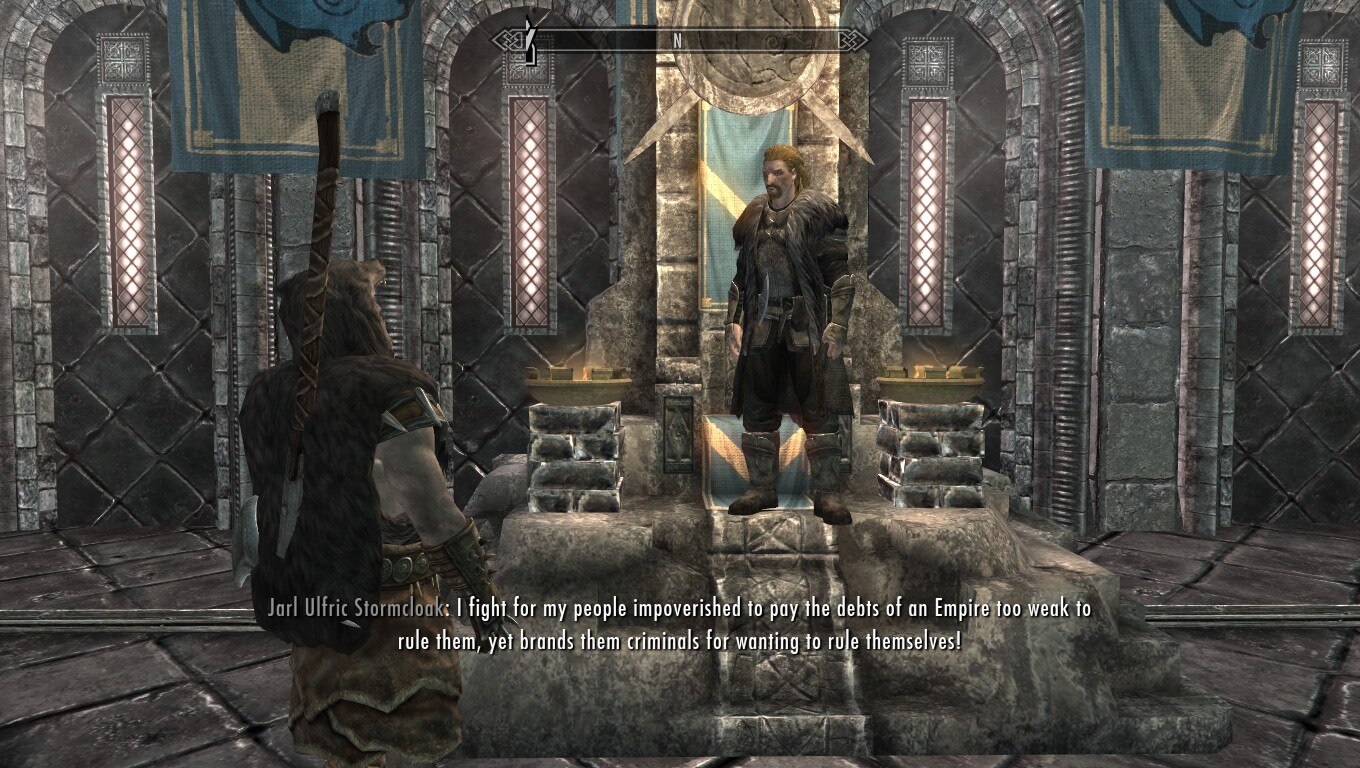 N
Jarl Ulfric Stormcloak: I fight for my people impoverished to pay the debts of an Empire too weak to
rule them, yet brands them criminals for wanting to rule themselves!